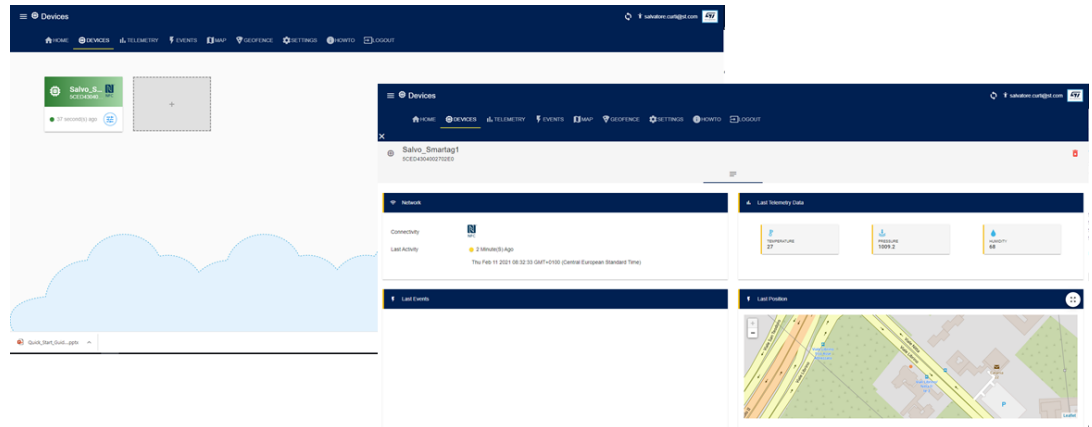 Devices
salvatore.curti@st.com
HOME DEVICES TELEMETRY EVENTS MAP GEOFENCE SETTINGS HOWTO LOGOUT
Salvo_S...
SCED43040
NFC
37 second(s) ago
+
Quick_Start_Guid....pptx
Devices
salvatore.curti@st.com
HOME DEVICES TELEMETRY EVENTS MAP GEOFENCE SETTINGS HOWTO LOGOUT
Salvo_Smartag1
Network
Connectivity
NFC
Last Activity
2 Minute(S) Ago
Thu Feb 11 2021 08:32:33 GMT+0100 (Central European Standard Time)
Last Telemetry Data
TEMPERATURE
27
PRESSURE
1009.2
HUMIDITY
68
Last Events
Last Position
+
−
P
Leaflet